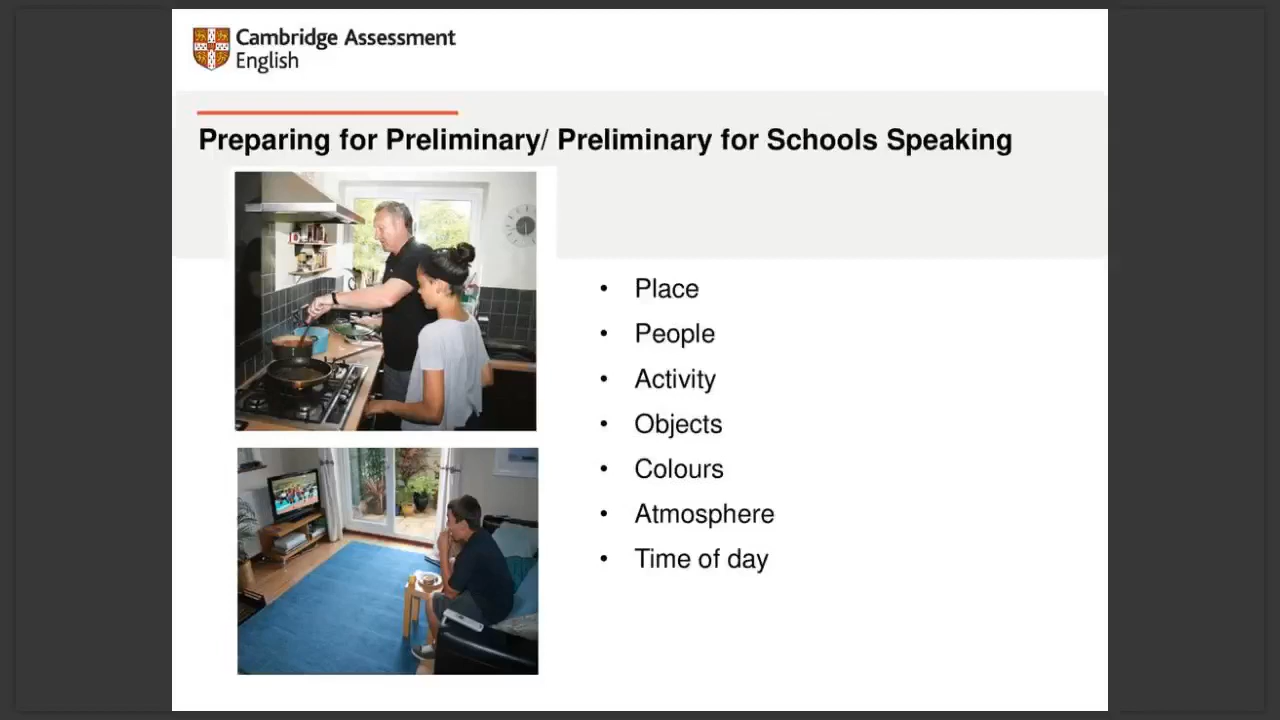 Cambridge Assessment
English
Preparing for Preliminary/ Preliminary for Schools Speaking
• Place
• People
• Activity
• Objects
• Colours
• Atmosphere
• Time of day